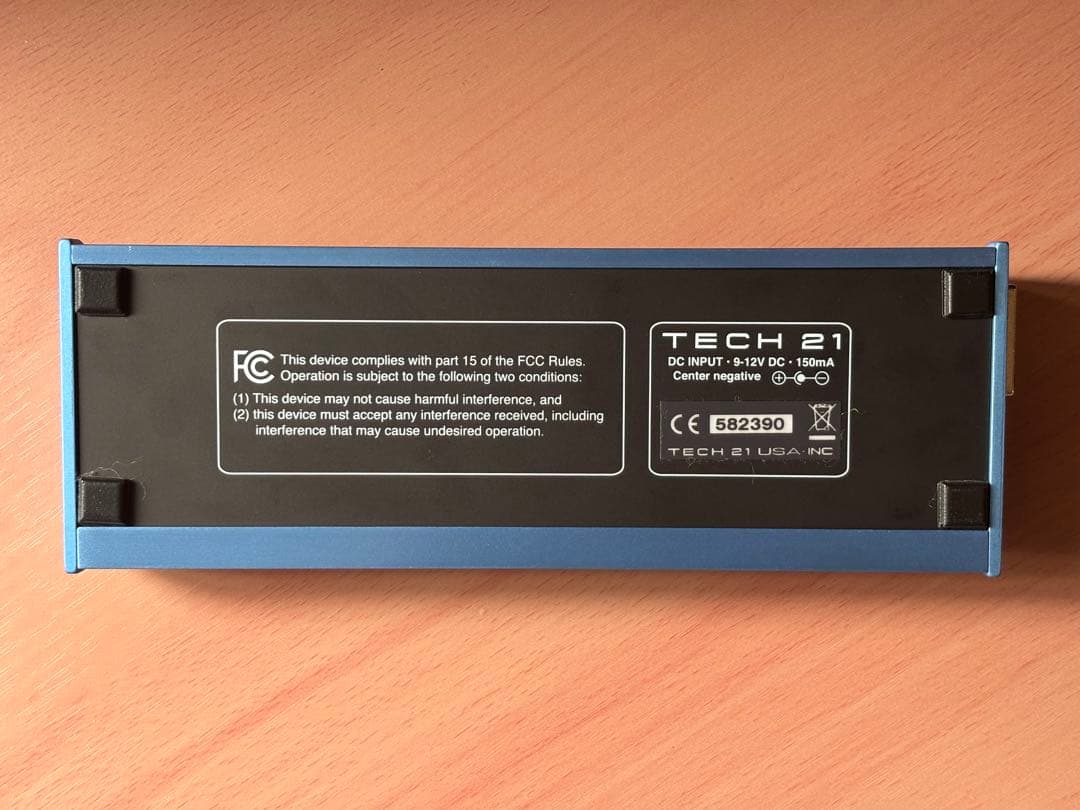 FCC This device complies with part 15 of the FCC Rules.
Operation is subject to the following two conditions:
(1) This device may not cause harmful interference, and
(2) this device must accept any interference received, including
interference that may cause undesired operation.
TECH 21
DC INPUT · 9-12V DC · 150mA
Center negative
CE 582390
TECH 21 USA·INC